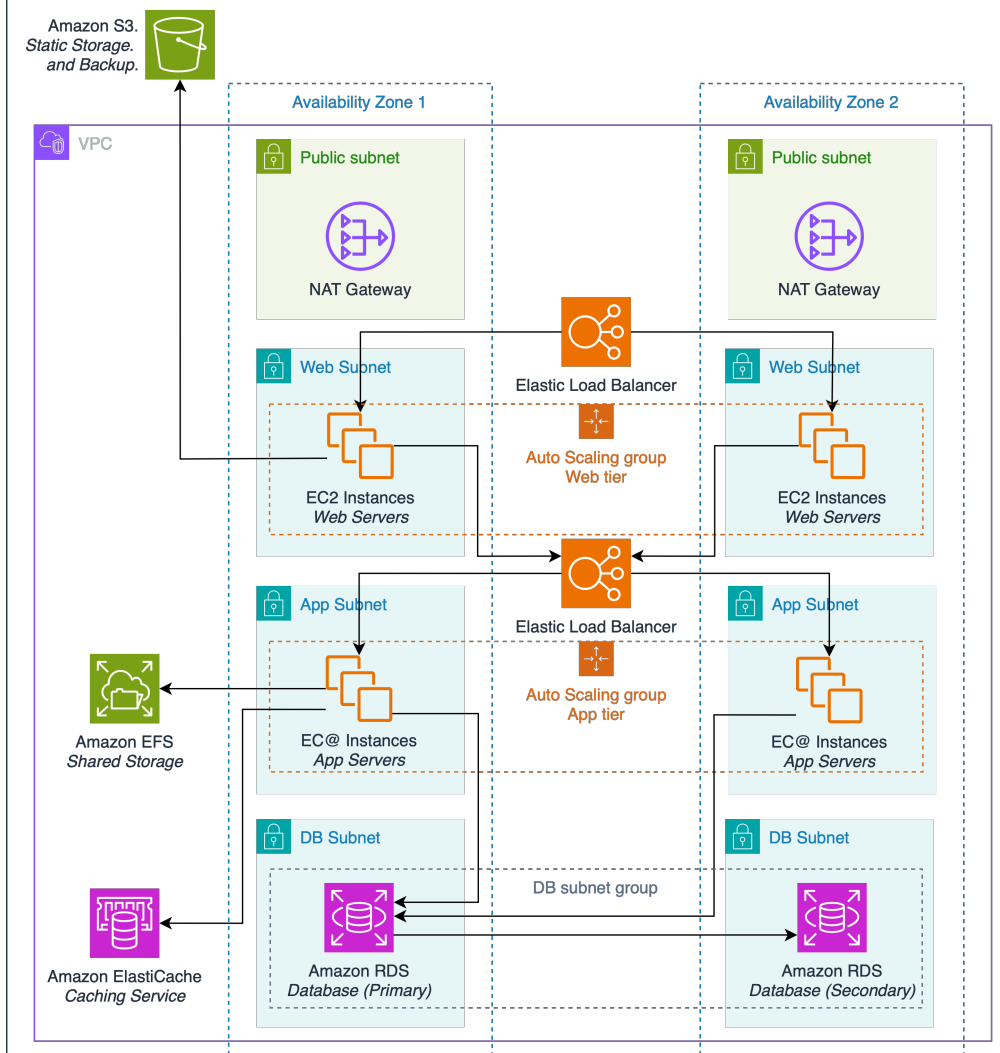 Amazon S3.
Static Storage.
and Backup.
Availability Zone 1
Availability Zone 2
VPC
Public subnet
Public subnet
NAT Gateway
NAT Gateway
Elastic Load Balancer
Web Subnet
Web Subnet
Auto Scaling group
Web tier
EC2 Instances
Web Servers
EC2 Instances
Web Servers
Elastic Load Balancer
App Subnet
App Subnet
Auto Scaling group
App tier
EC@ Instances
App Servers
EC@ Instances
App Servers
Amazon EFS
Shared Storage
DB Subnet
DB Subnet
DB subnet group
Amazon ElastiCache
Caching Service
Amazon RDS
Database (Primary)
Amazon RDS
Database (Secondary)